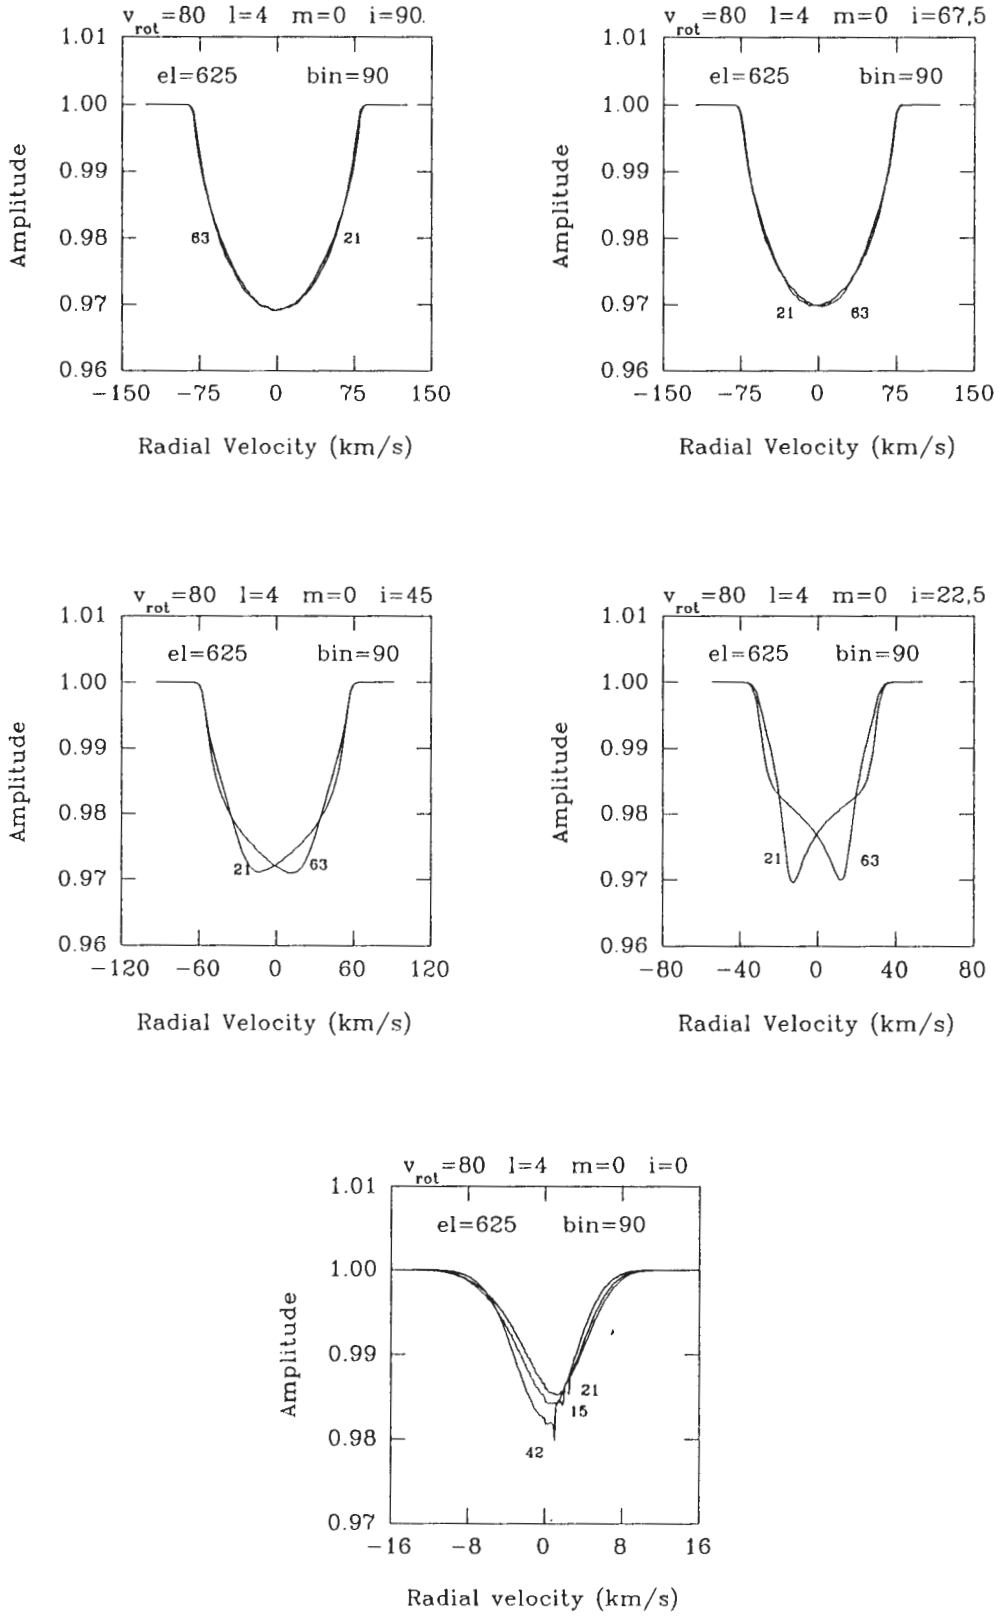 v_rot=80 l=4 m=0 i=90.
1.01
el=625 bin=90
1.00
0.99
0.98
63 21
0.97
0.96
−150 −75 0 75 150
Amplitude
Radial Velocity (km/s)
v_rot=80 l=4 m=0 i=67,5
1.01
el=625 bin=90
1.00
0.99
0.98
0.97
21 63
0.96
−150 −75 0 75 150
Amplitude
Radial Velocity (km/s)
v_rot=80 l=4 m=0 i=45
1.01
el=625 bin=90
1.00
0.99
0.98
0.97
21 63
0.96
−120 −60 0 60 120
Amplitude
Radial Velocity (km/s)
v_rot=80 l=4 m=0 i=22,5
1.01
el=625 bin=90
1.00
0.99
0.98
21 63
0.97
0.96
−80 −40 0 40 80
Amplitude
Radial Velocity (km/s)
v_rot=80 l=4 m=0 i=0
1.01
el=625 bin=90
1.00
0.99
21
15
0.98
42
0.97
−16 −8 0 8 16
Amplitude
Radial velocity (km/s)